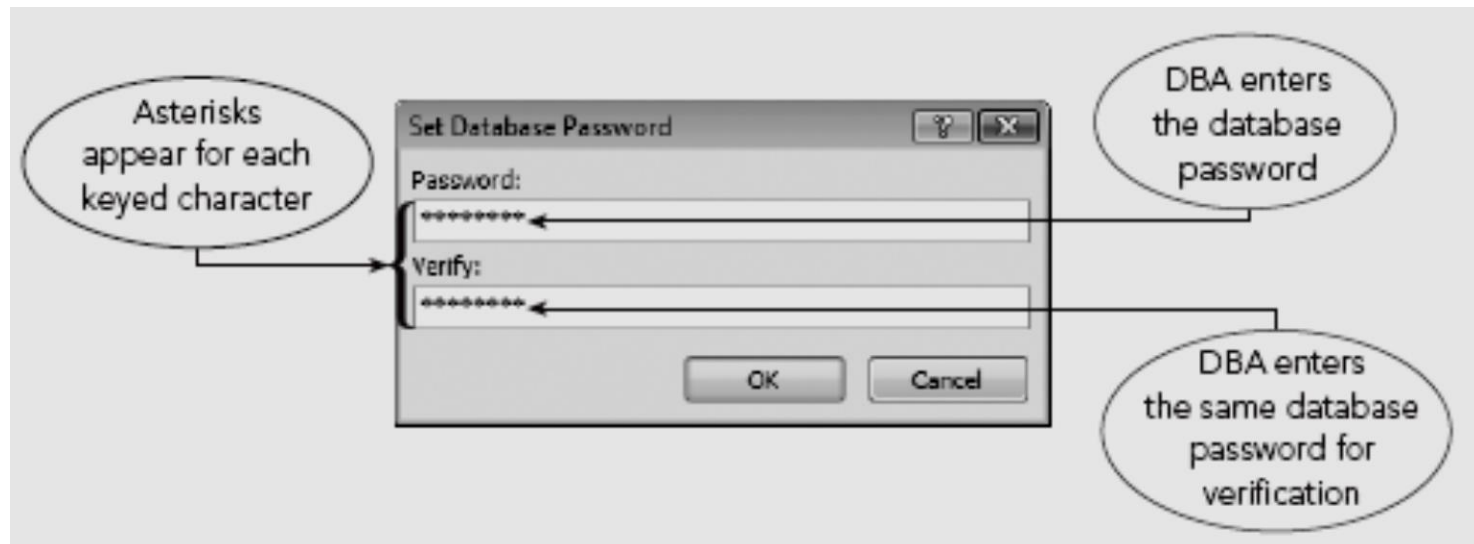 Asterisks
appear for each
keyed character
Set Database Password
Password:
********
Verify:
********
OK
Cancel
DBA enters
the database
password
DBA enters
the same database
password for
verification